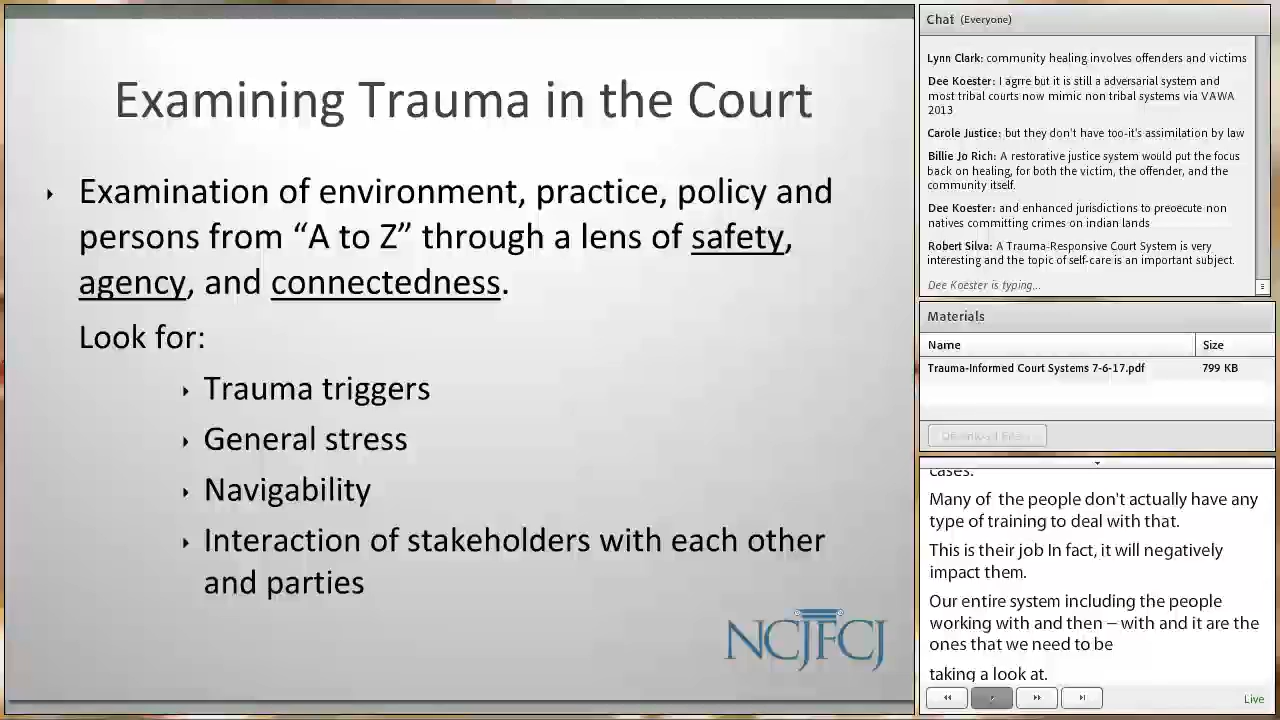 Examining Trauma in the Court
Examination of environment, practice, policy and
persons from “A to Z” through a lens of safety,
agency, and connectedness.
Look for:
Trauma triggers
General stress
Navigability
Interaction of stakeholders with each other
and parties
NCJFCJ
Chat (Everyone)
Lynn Clark: community healing involves offenders and victims
Dee Koester: I agrre but it is still a adversarial system and
most tribal courts now mimic non tribal systems via VAWA
2013
Carole Justice: but they don't have too-it's assimilation by law
Billie Jo Rich: A restorative justice system would put the focus
back on healing, for both the victim, the offender, and the
community itself.
Dee Koester: and enhanced jurisdictions to preoecute non
natives committing crimes on indian lands
Robert Silva: A Trauma-Responsive Court System is very
interesting and the topic of self-care is an important subject.
Dee Koester is typing...
Materials
Name Size
Trauma-Informed Court Systems 7-6-17.pdf 799 KB
cases.
Many of the people don't actually have any
type of training to deal with that.
This is their job In fact, it will negatively
impact them.
Our entire system including the people
working with and then – with and it are the
ones that we need to be
taking a look at.
Live